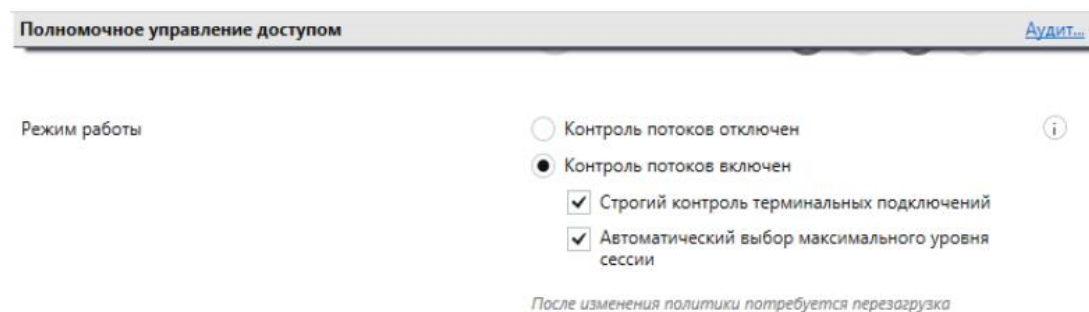 Полномочное управление доступом Аудит...
Режим работы Контроль потоков отключен
Контроль потоков включен
Строгий контроль терминальных подключений
Автоматический выбор максимального уровня
сессии
После изменения политики потребуется перезагрузка